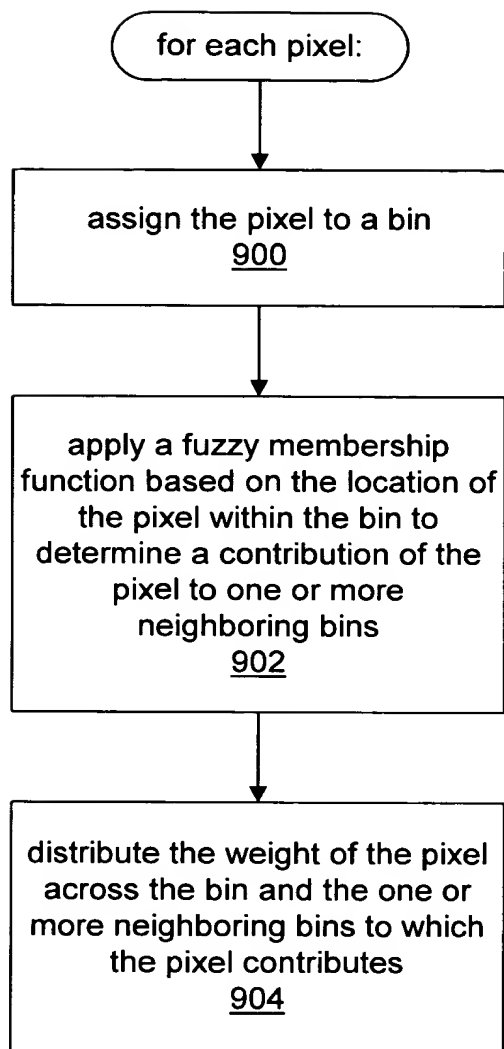 for each pixel:
assign the pixel to a bin
900
apply a fuzzy membership
function based on the location of
the pixel within the bin to
determine a contribution of the
pixel to one or more
neighboring bins
902
distribute the weight of the pixel
across the bin and the one or
more neighboring bins to which
the pixel contributes
904